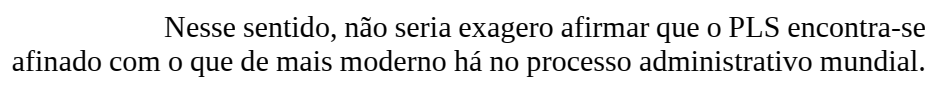 Nesse sentido, não seria exagero afirmar que o PLS encontra-se
afinado com o que de mais moderno há no processo administrativo mundial.